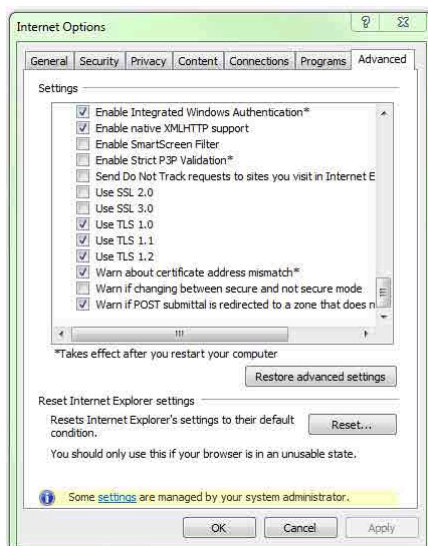 Internet Options
General Security Privacy Content Connections Programs Advanced
Settings
Enable Integrated Windows Authentication*
Enable native XMLHTTP support
Enable SmartScreen Filter
Enable Strict P3P Validation*
Send Do Not Track requests to sites you visit in Internet E
Use SSL 2.0
Use SSL 3.0
Use TLS 1.0
Use TLS 1.1
Use TLS 1.2
Warn about certificate address mismatch*
Warn if changing between secure and not secure mode
Warn if POST submittal is redirected to a zone that does n
*Takes effect after you restart your computer
Restore advanced settings
Reset Internet Explorer settings
Resets Internet Explorer's settings to their default
condition.
Reset...
You should only use this if your browser is in an unusable state.
Some settings are managed by your system administrator.
OK Cancel Apply